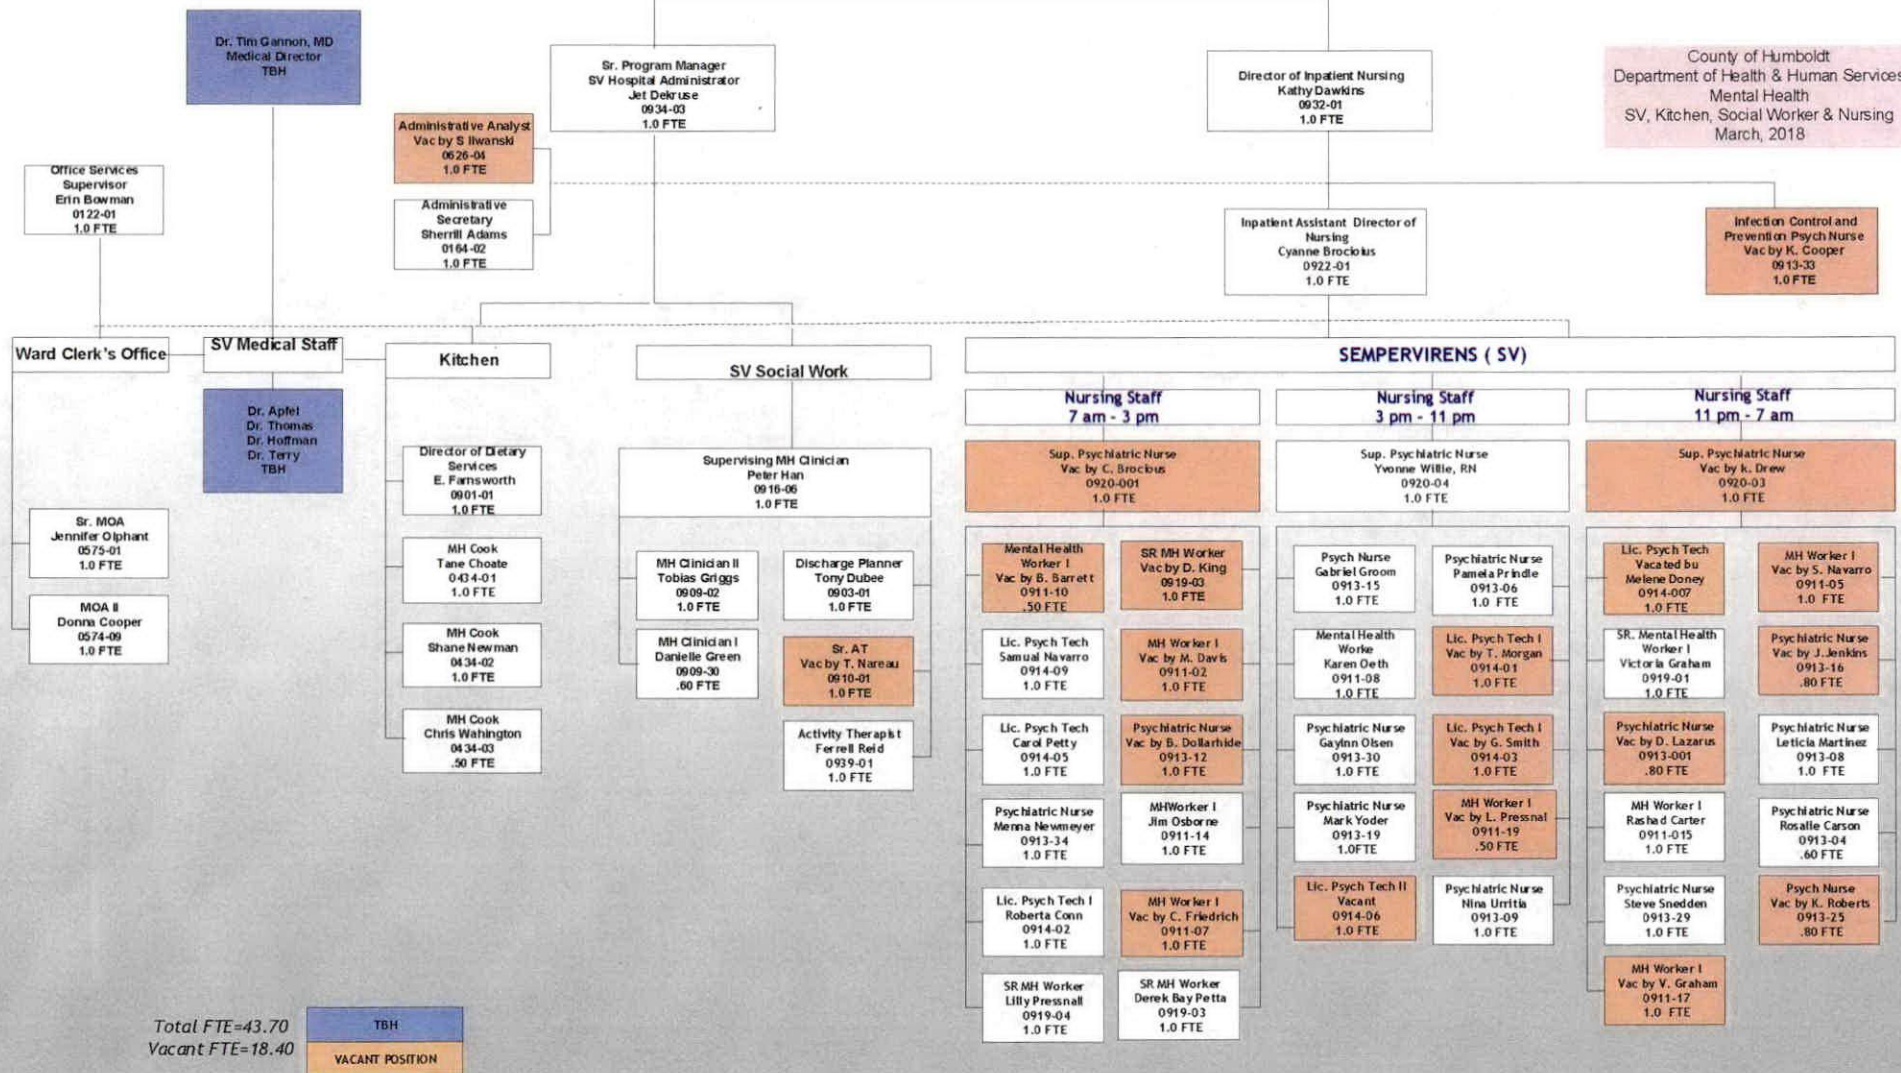 Dr. Tim Gannon, MD
Medical Director
TBH
Sr. Program Manager
SV Hospital Administrator
Jet Dekruse
0934-03
1.0 FTE
Director of Inpatient Nursing
Kathy Dawkins
0932-01
1.0 FTE
County of Humboldt
Department of Health & Human Services
Mental Health
SV, Kitchen, Social Worker & Nursing
March, 2018
Administrative Analyst
Vac by S Ilwanski
0626-04
1.0 FTE
Office Services
Supervisor
Erin Bowman
0122-01
1.0 FTE
Administrative
Secretary
Sherrill Adams
0164-02
1.0 FTE
Inpatient Assistant Director of
Nursing
Cyanne Brociolus
0922-01
1.0 FTE
Infection Control and
Prevention Psych Nurse
Vac by K. Cooper
0913-33
1.0 FTE
Ward Clerk's Office
SV Medical Staff
Kitchen
SV Social Work
SEMPERVIRENS ( SV)
Dr. Apfel
Dr. Thomas
Dr. Hoffman
Dr. Terry
TBH
Sr. MOA
Jennifer Olphant
0575-01
1.0 FTE
MOA II
Donna Cooper
0574-09
1.0 FTE
Director of Dietary
Services
E. Farnsworth
0901-01
1.0 FTE
MH Cook
Tane Choate
0434-01
1.0 FTE
MH Cook
Shane Newman
0434-02
1.0 FTE
MH Cook
Chris Wahington
0434-03
.50 FTE
Supervising MH Clinician
Peter Han
0916-06
1.0 FTE
MH Clinician II
Tobias Griggs
0909-02
1.0 FTE
Discharge Planner
Tony Dubee
0903-01
1.0 FTE
MH Clinician I
Danielle Green
0909-30
.60 FTE
Sr. AT
Vac by T. Nareau
0910-01
1.0 FTE
Activity Therapist
Ferrell Reid
0939-01
1.0 FTE
Nursing Staff
7 am - 3 pm
Sup. Psychiatric Nurse
Vac by C. Brocious
0920-001
1.0 FTE
Mental Health
Worker I
Vac by B. Barrett
0911-10
.50 FTE
SR MH Worker
Vac by D. King
0919-03
1.0 FTE
Lic. Psych Tech
Samual Navarro
0914-09
1.0 FTE
MH Worker I
Vac by M. Davis
0911-02
1.0 FTE
Lic. Psych Tech
Carol Petty
0914-05
1.0 FTE
Psychiatric Nurse
Vac by B. Dollarhide
0913-12
1.0 FTE
Psychiatric Nurse
Menna Newmeyer
0913-34
1.0 FTE
MHWorker I
Jim Osborne
0911-14
1.0 FTE
Lic. Psych Tech I
Roberta Conn
0914-02
1.0 FTE
MH Worker I
Vac by C. Friedrich
0911-07
1.0 FTE
SR MH Worker
Lilly Pressnall
0919-04
1.0 FTE
SR MH Worker
Derek Bay Petta
0919-03
1.0 FTE
Nursing Staff
3 pm - 11 pm
Sup. Psychiatric Nurse
Yvonne Willie, RN
0920-04
1.0 FTE
Psych Nurse
Gabriel Groom
0913-15
1.0 FTE
Psychiatric Nurse
Pamela Prindle
0913-06
1.0 FTE
Mental Health
Worke
Karen Oeth
0911-08
1.0 FTE
Lic. Psych Tech I
Vac by T. Morgan
0914-01
1.0 FTE
Psychiatric Nurse
Gaylnn Olsen
0913-30
1.0 FTE
Lic. Psych Tech I
Vac by G. Smith
0914-03
1.0 FTE
Psychiatric Nurse
Mark Yoder
0913-19
1.0FTE
MH Worker I
Vac by L. Pressnal
0911-19
.50 FTE
Lic. Psych Tech II
Vacant
0914-06
1.0 FTE
Psychiatric Nurse
Nina Urritia
0913-09
1.0 FTE
Nursing Staff
11 pm - 7 am
Sup. Psychiatric Nurse
Vac by k. Drew
0920-03
1.0 FTE
Lic. Psych Tech
Vacated bu
Melene Doney
0914-007
1.0 FTE
MH Worker I
Vac by S. Navarro
0911-05
1.0 FTE
SR. Mental Health
Worker I
Victoria Graham
0919-01
1.0 FTE
Psychiatric Nurse
Vac by J.Jenkins
0913-16
.80 FTE
Psychiatric Nurse
Vac by D. Lazarus
0913-001
.80 FTE
Psychiatric Nurse
Leticia Martinez
0913-08
1.0 FTE
MH Worker I
Rashad Carter
0911-015
1.0 FTE
Psychiatric Nurse
Rosalie Carson
0913-04
.60 FTE
Psychiatric Nurse
Steve Snedden
0913-29
1.0 FTE
Psych Nurse
Vac by K. Roberts
0913-25
.80 FTE
MH Worker I
Vac by V. Graham
0911-17
1.0 FTE
Total FTE=43.70
Vacant FTE=18.40
TBH
VACANT POSITION